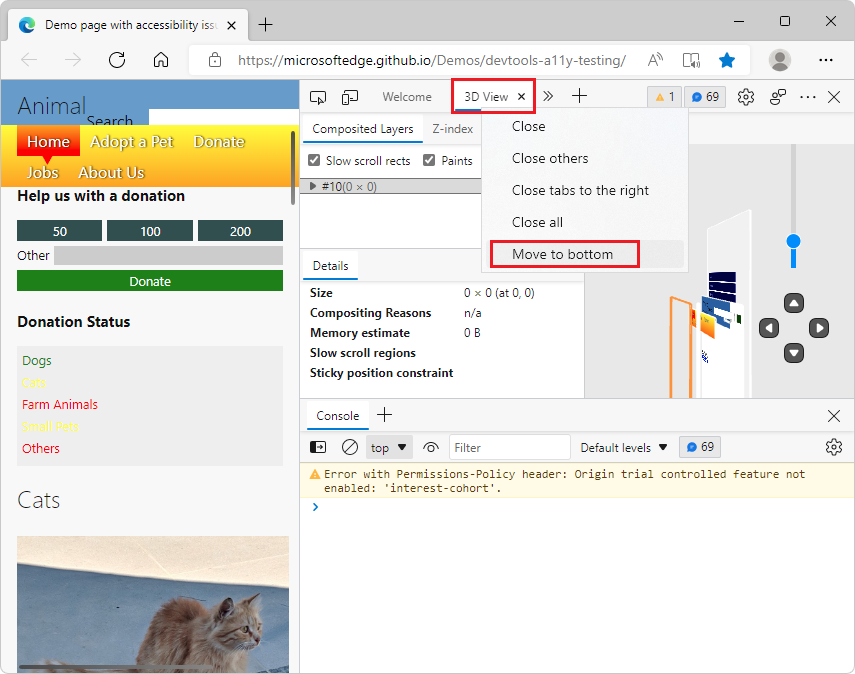 Demo page with accessibility iss
https://microsoftedge.github.io/Demos/devtools-a11y-testing/
Animal
Search
Home Adopt a Pet Donate
Jobs About Us
Help us with a donation
50 100 200
Other
Donate
Donation Status
Dogs
Cats
Farm Animals
Small Pets
Others
Cats
Welcome 3D View 1 69
Composited Layers Z-index
Slow scroll rects Paints
#10(0 × 0)
Close
Close others
Close tabs to the right
Close all
Move to bottom
Details
Size 0 × 0 (at 0, 0)
Compositing Reasons n/a
Memory estimate 0 B
Slow scroll regions
Sticky position constraint
Console
top Filter Default levels 69
Error with Permissions-Policy header: Origin trial controlled feature not
enabled: 'interest-cohort'.